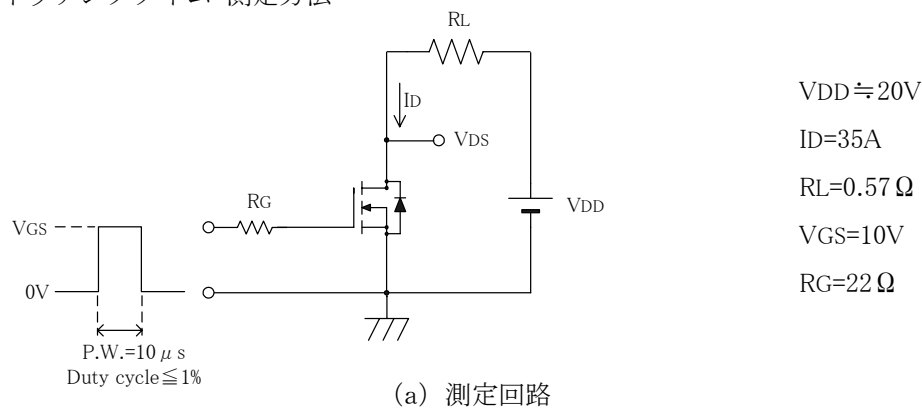 RL
ID
VDS
RG
VDD
VGS
0V
P.W.=10μs
Duty cycle≦1%
VDD≒20V
ID=35A
RL=0.57Ω
VGS=10V
RG=22Ω
(a) 測定回路